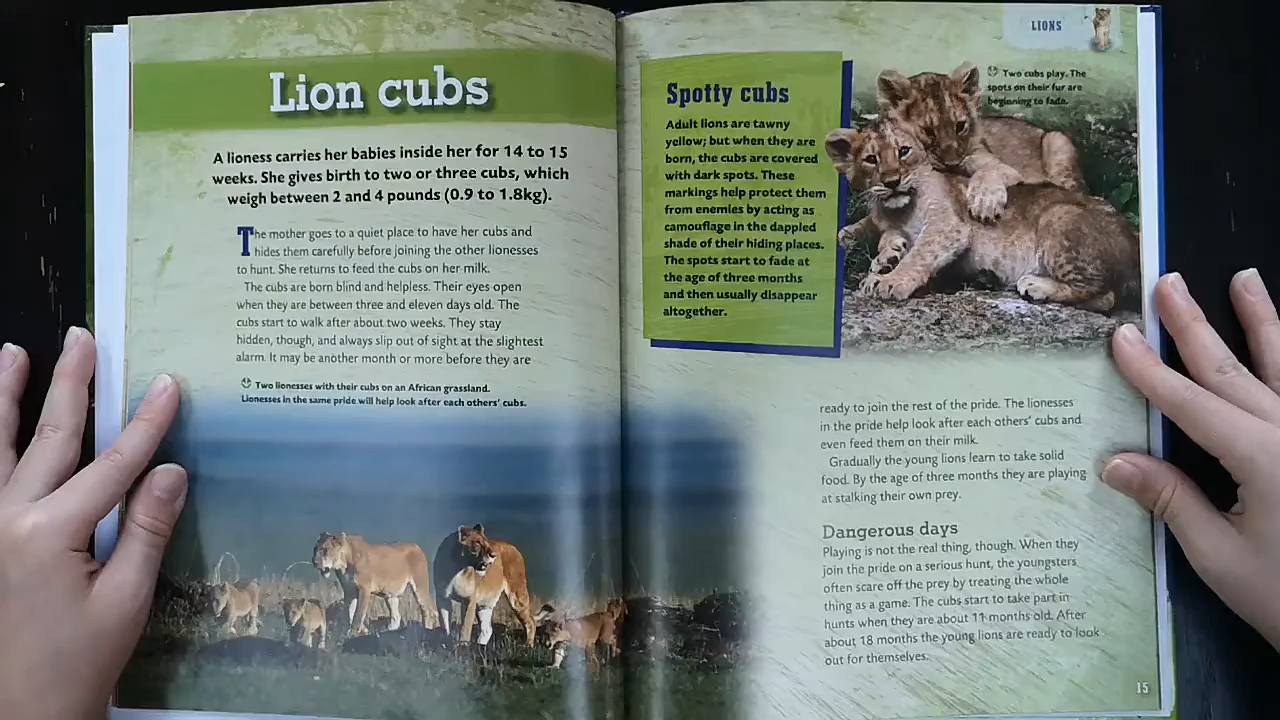 Lion cubs
A lioness carries her babies inside her for 14 to 15
weeks. She gives birth to two or three cubs, which
weigh between 2 and 4 pounds (0.9 to 1.8kg).
The mother goes to a quiet place to have her cubs and
hides them carefully before joining the other lionesses
to hunt. She returns to feed the cubs on her milk.
The cubs are born blind and helpless. Their eyes open
when they are between three and eleven days old. The
cubs start to walk after about two weeks. They stay
hidden, though, and always slip out of sight at the slightest
alarm. It may be another month or more before they are
Two lionesses with their cubs on an African grassland.
Lionesses in the same pride will help look after each others' cubs.
LIONS
Spotty cubs
Adult lions are tawny
yellow; but when they are
born, the cubs are covered
with dark spots. These
markings help protect them
from enemies by acting as
camouflage in the dappled
shade of their hiding places.
The spots start to fade at
the age of three months
and then usually disappear
altogether.
Two cubs play. The
spots on their fur are
beginning to fade.
ready to join the rest of the pride. The lionesses
in the pride help look after each others' cubs and
even feed them on their milk.
Gradually the young lions learn to take solid
food. By the age of three months they are playing
at stalking their own prey.
Dangerous days
Playing is not the real thing, though. When they
join the pride on a serious hunt, the youngsters
often scare off the prey by treating the whole
thing as a game. The cubs start to take part in
hunts when they are about 11 months old. After
about 18 months the young lions are ready to look
out for themselves.
15